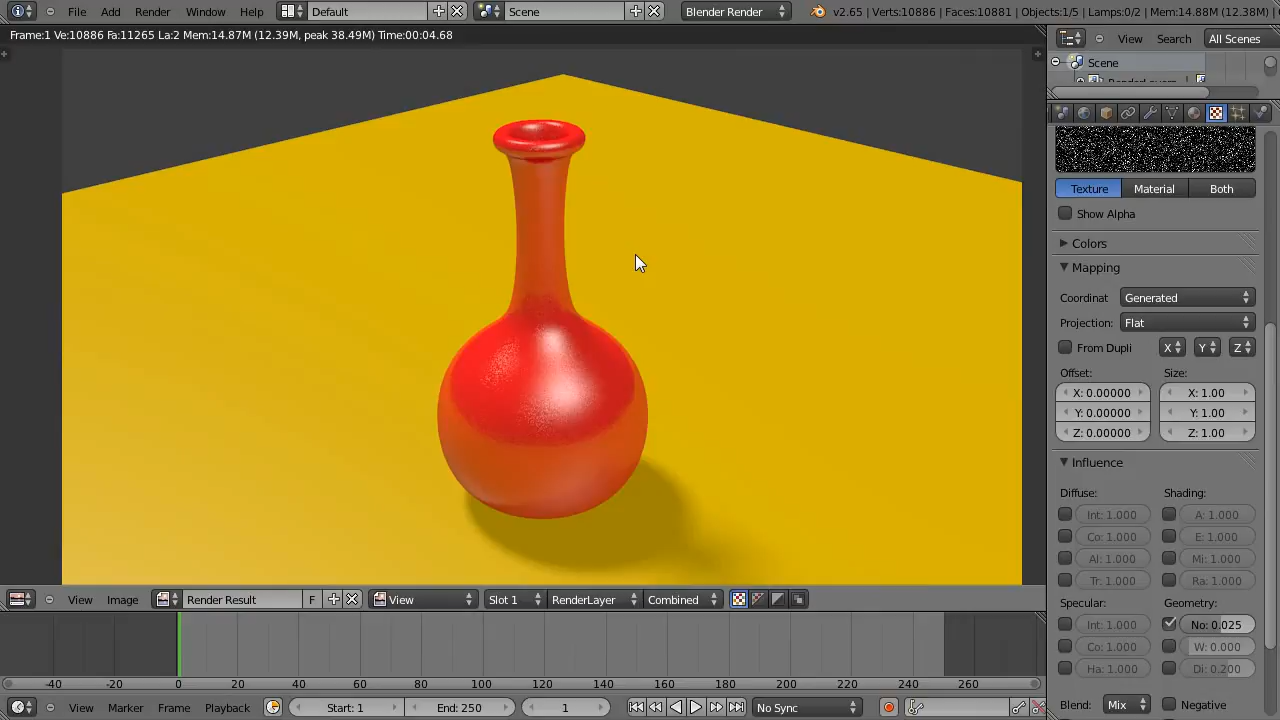 File Add Render Window Help Default Scene Blender Render v2.65 | Verts:10886 | Faces:10881 | Objects:1/5 | Lamps:0/2 | Mem:14.88M (12.38M) |
Frame:1 Ve:10886 Fa:11265 La:2 Mem:14.87M (12.39M, peak 38.49M) Time:00:04.68
View Search All Scenes
Scene
Texture Material Both
Show Alpha
Colors
Mapping
Coordinat Generated
Projection: Flat
From Dupli X Y Z
Offset: Size:
X: 0.00000 X: 1.00
Y: 0.00000 Y: 1.00
Z: 0.00000 Z: 1.00
Influence
Diffuse: Shading:
Int: 1.000 A: 1.000
Co: 1.000 E: 1.000
Al: 1.000 Mi: 1.000
Tr: 1.000 Ra: 1.000
Specular: Geometry:
Int: 1.000 No: 0.025
Co: 1.000 W: 0.000
Ha: 1.000 Di: 0.200
Blend: Mix Negative
View Image Render Result F View Slot 1 RenderLayer Combined
-40 -20 0 20 40 60 80 100 120 140 160 180 200 220 240 260
View Marker Frame Playback Start: 1 End: 250 1 No Sync